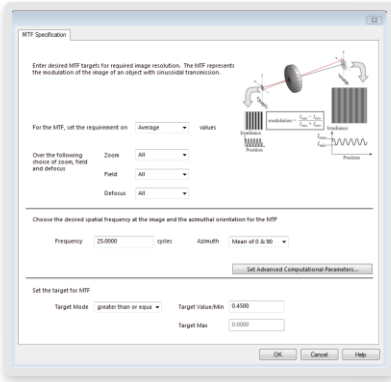 MTF Specification
Enter desired MTF targets for required image resolution. The MTF represents
the modulation of the image of an object with sinusoidal transmission.
For the MTF, set the requirement on Average values
Over the following
choice of zoom, field
and defocus
Zoom All
Field All
Defocus All
modulation =
Irradiance
Position
Irradiance
Position
Choose the desired spatial frequency at the image and the azimuthal orientation for the MTF
Frequency 25.0000 cycles Azimuth Mean of 0 & 90
Set Advanced Computational Parameters...
Set the target for MTF
Target Mode greater than or equa Target Value/Min 0.4500
Target Max 0.0000
OK Cancel Help